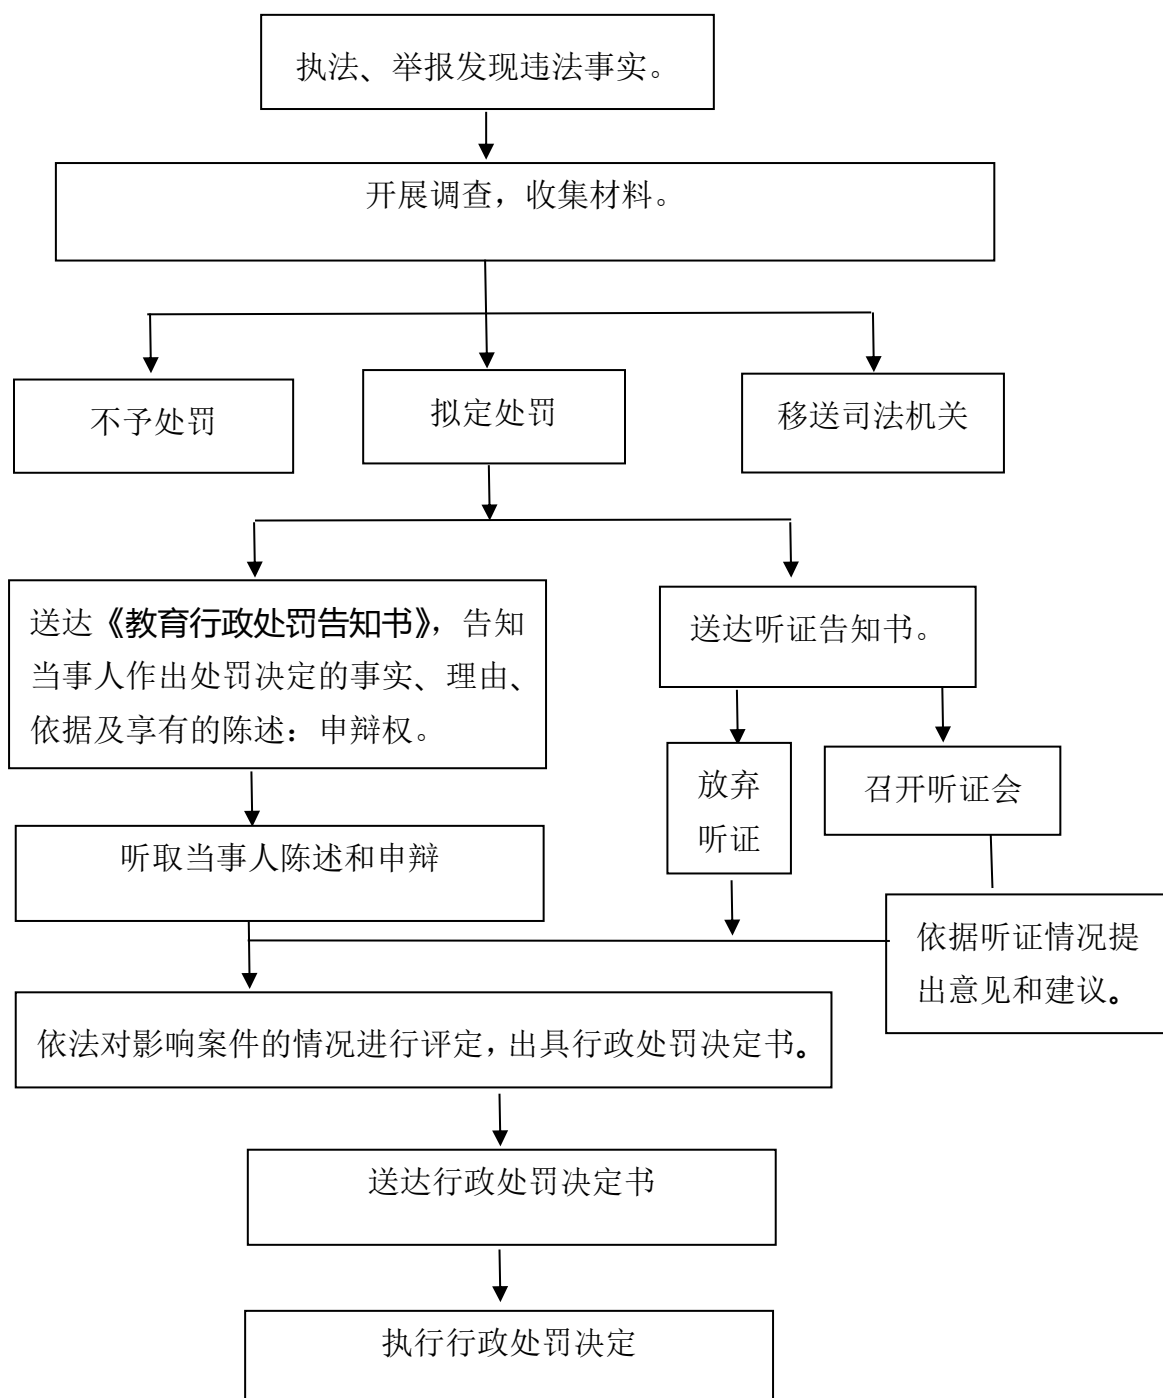 执法、举报发现违法事实。
开展调查，收集材料。
不予处罚
拟定处罚
移送司法机关
送达《教育行政处罚告知书》，告知
当事人作出处罚决定的事实、理由、
依据及享有的陈述：申辩权。
送达听证告知书。
放弃
听证
召开听证会
听取当事人陈述和申辩
依据听证情况提
出意见和建议。
依法对影响案件的情况进行评定，出具行政处罚决定书。
送达行政处罚决定书
执行行政处罚决定